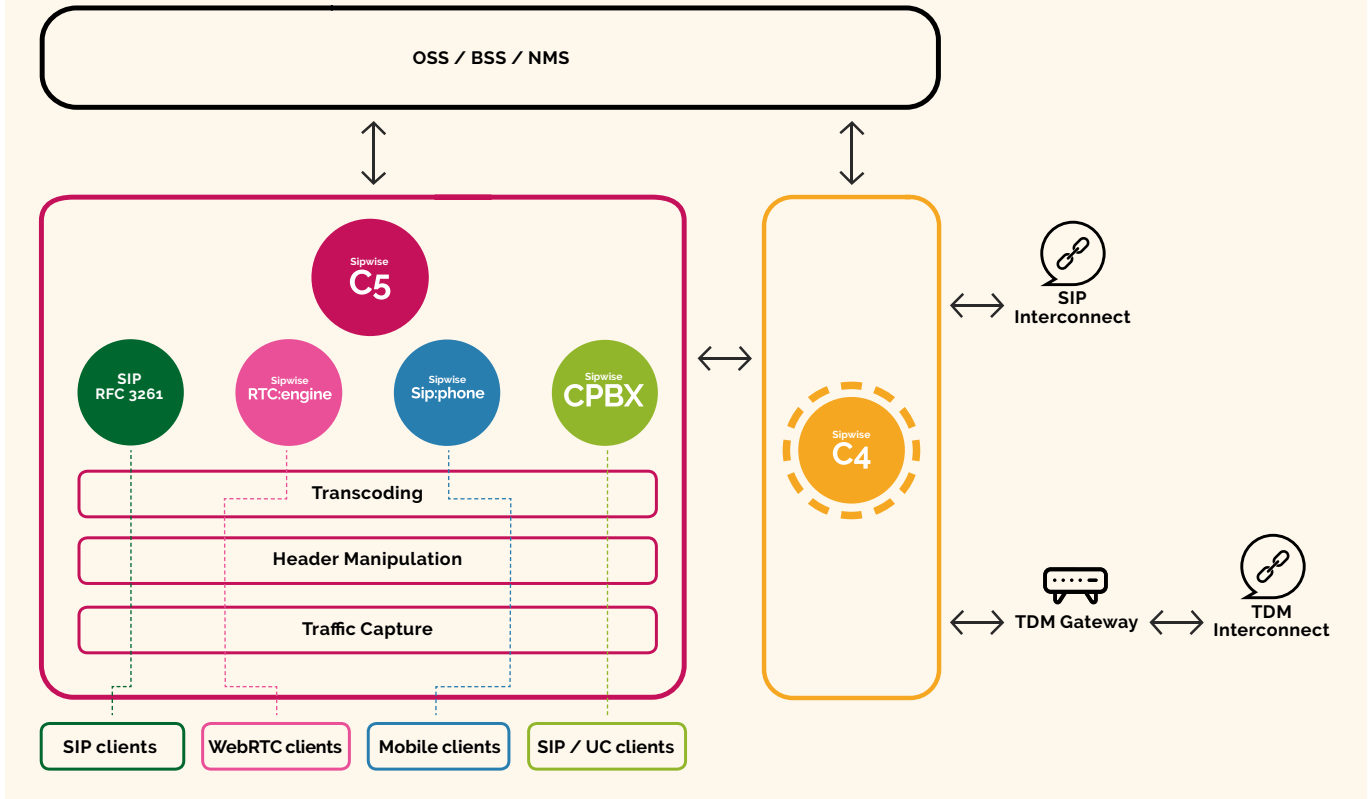 OSS / BSS / NMS
Sipwise
C5
SIP
RFC 3261
Sipwise
RTC:engine
Sipwise
Sip:phone
Sipwise
CPBX
Transcoding
Header Manipulation
Traffic Capture
SIP clients
WebRTC clients
Mobile clients
SIP / UC clients
Sipwise
C4
SIP
Interconnect
TDM Gateway
TDM
Interconnect